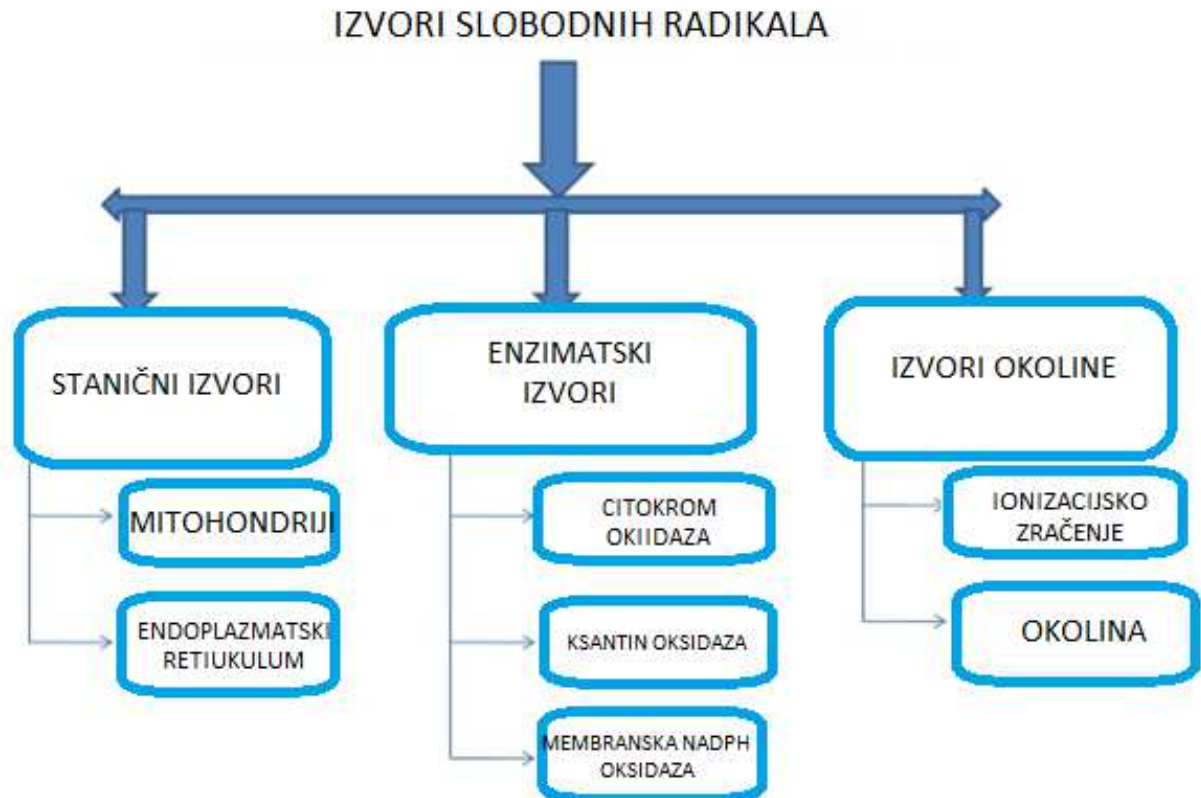 IZVORI SLOBODNIH RADIKALA
STANIČNI IZVORI
MITOHONDRIJI
ENDOPLAZMATSKI
RETIUKULUM
ENZIMATSKI
IZVORI
CITOKROM
OKIIDAZA
KSANTIN OKSIDAZA
MEMBRANSKA NADPH
OKSIDAZA
IZVORI OKOLINE
IONIZACIJSKO
ZRAČENJE
OKOLINA